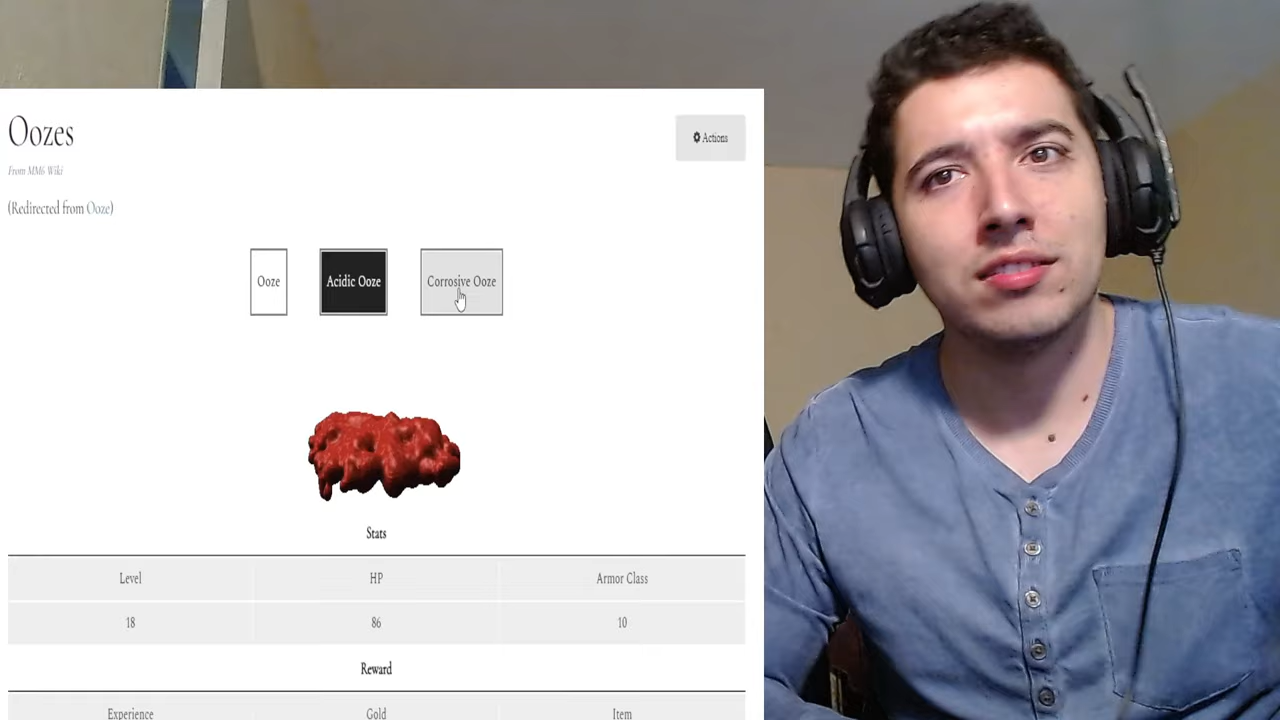 Oozes
Actions
From MM6 Wiki
(Redirected from Ooze)
Ooze Acidic Ooze Corrosive Ooze
Stats
Level HP Armor Class
18 86 10
Reward
Experience Gold Item